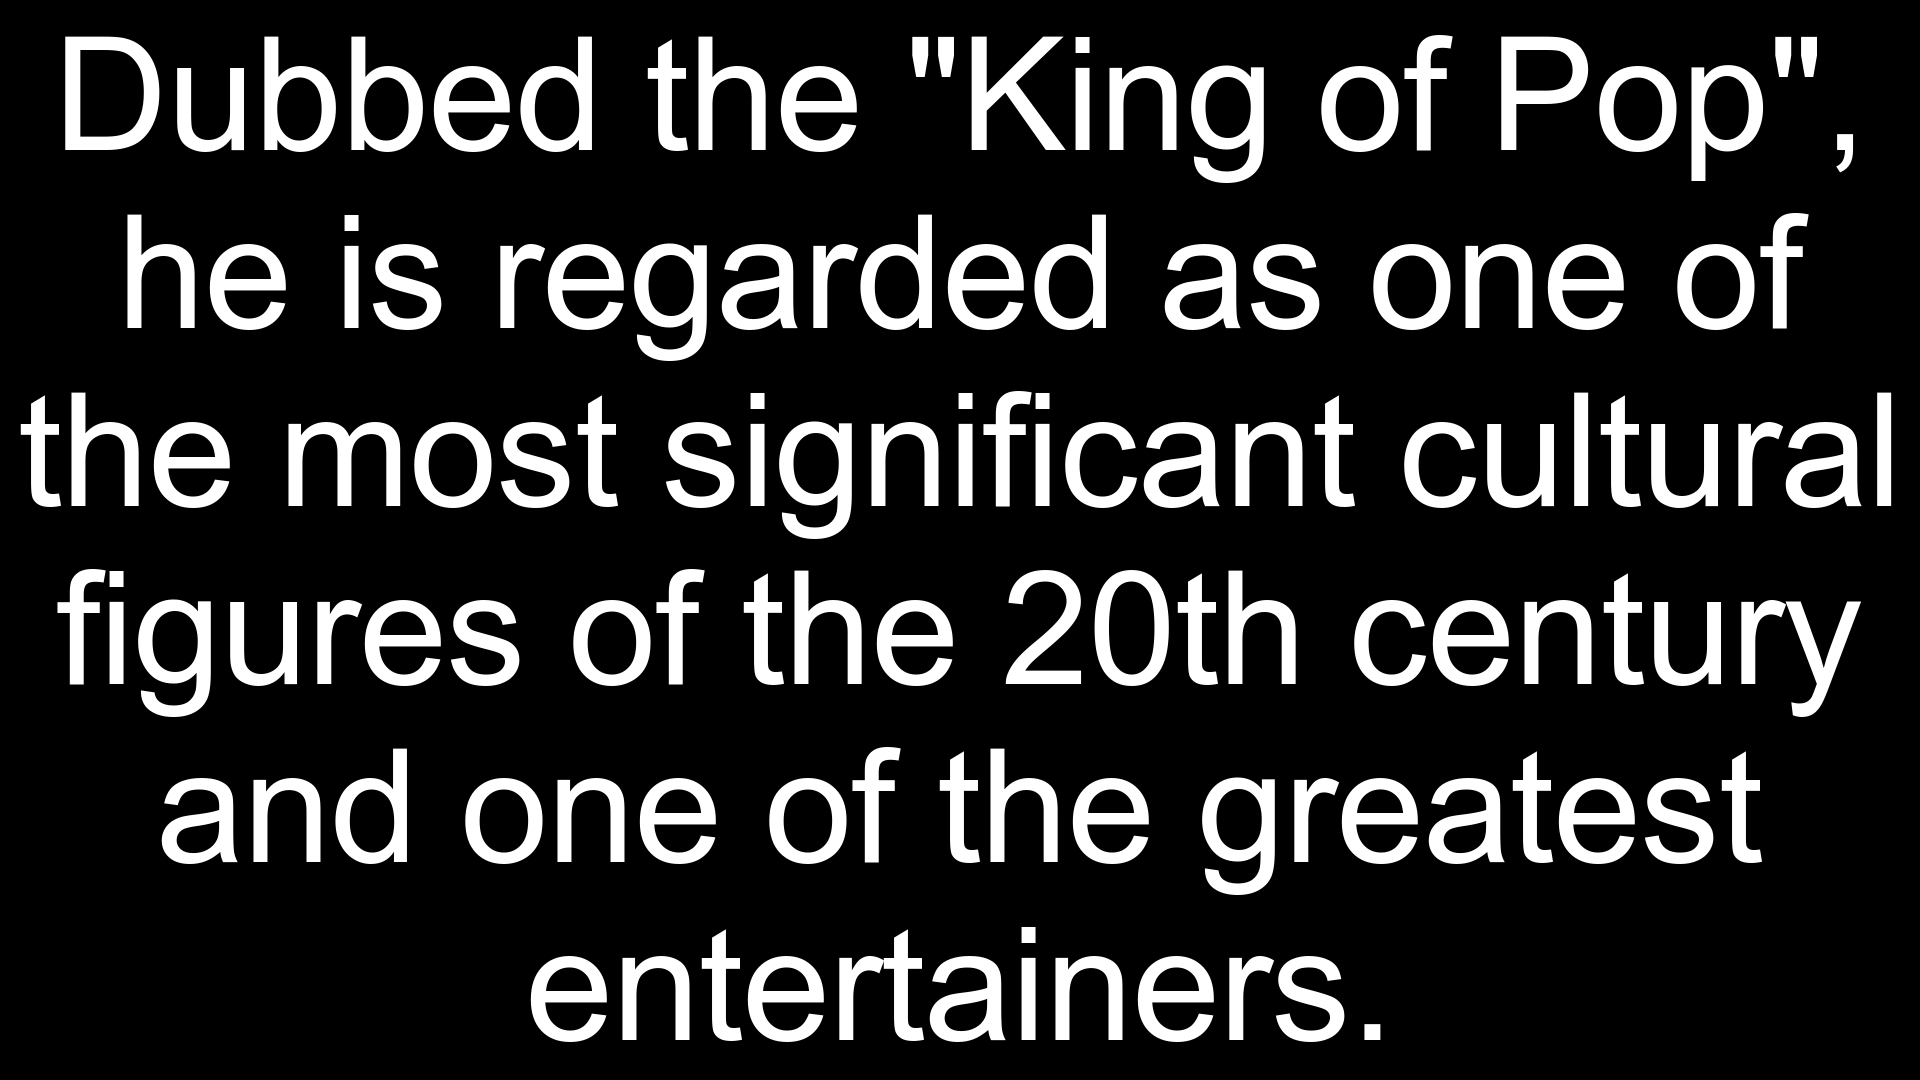 Dubbed the "King of Pop",
he is regarded as one of
the most significant cultural
figures of the 20th century
and one of the greatest
entertainers.